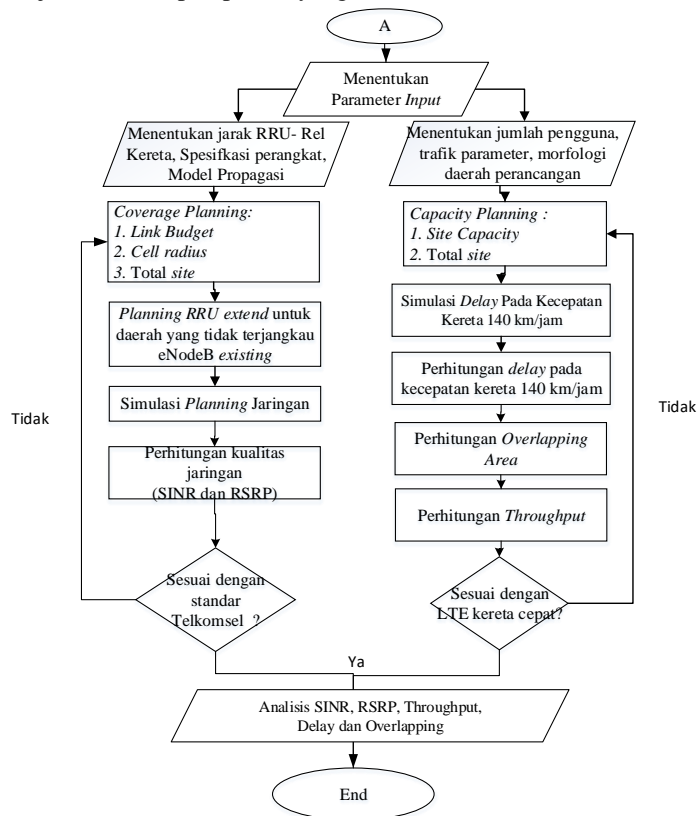 A
Menentukan
Parameter Input
Menentukan jarak RRU- Rel
Kereta, Spesifkasi perangkat,
Model Propagasi
Menentukan jumlah pengguna,
trafik parameter, morfologi
daerah perancangan
Coverage Planning:
1. Link Budget
2. Cell radius
3. Total site
Capacity Planning :
1. Site Capacity
2. Total site
Planning RRU extend untuk
daerah yang tidak terjangkau
eNodeB existing
Simulasi Delay Pada Kecepatan
Kereta 140 km/jam
Simulasi Planning Jaringan
Perhitungan delay pada
kecepatan kereta 140 km/jam
Tidak
Tidak
Perhitungan kualitas
jaringan
(SINR dan RSRP)
Perhitungan Overlapping
Area
Perhitungan Throughput
Sesuai dengan
standar
Telkomsel ?
Sesuai dengan
LTE kereta cepat?
Ya
Analisis SINR, RSRP, Throughput,
Delay dan Overlapping
End